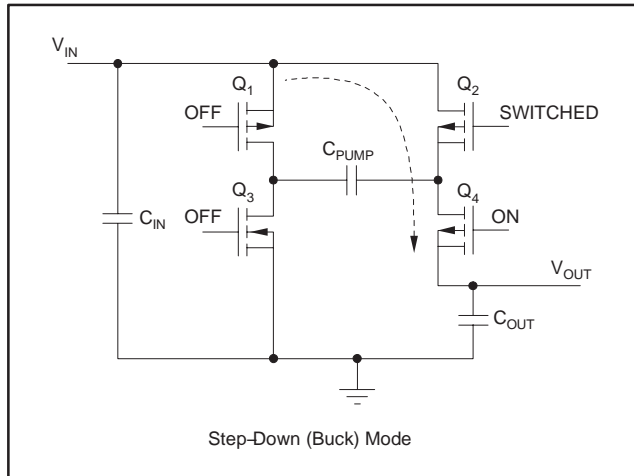 V_IN
Q_1
Q_2
OFF
SWITCHED
C_PUMP
Q_3
Q_4
C_IN
OFF
ON
V_OUT
C_OUT
Step–Down (Buck) Mode